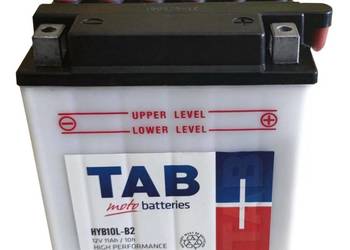 UPPER LEVEL
LOWER LEVEL
TAB
moto batteries
HYB10L-B2
12V 11Ah / 10h
HIGH PERFORMANCE